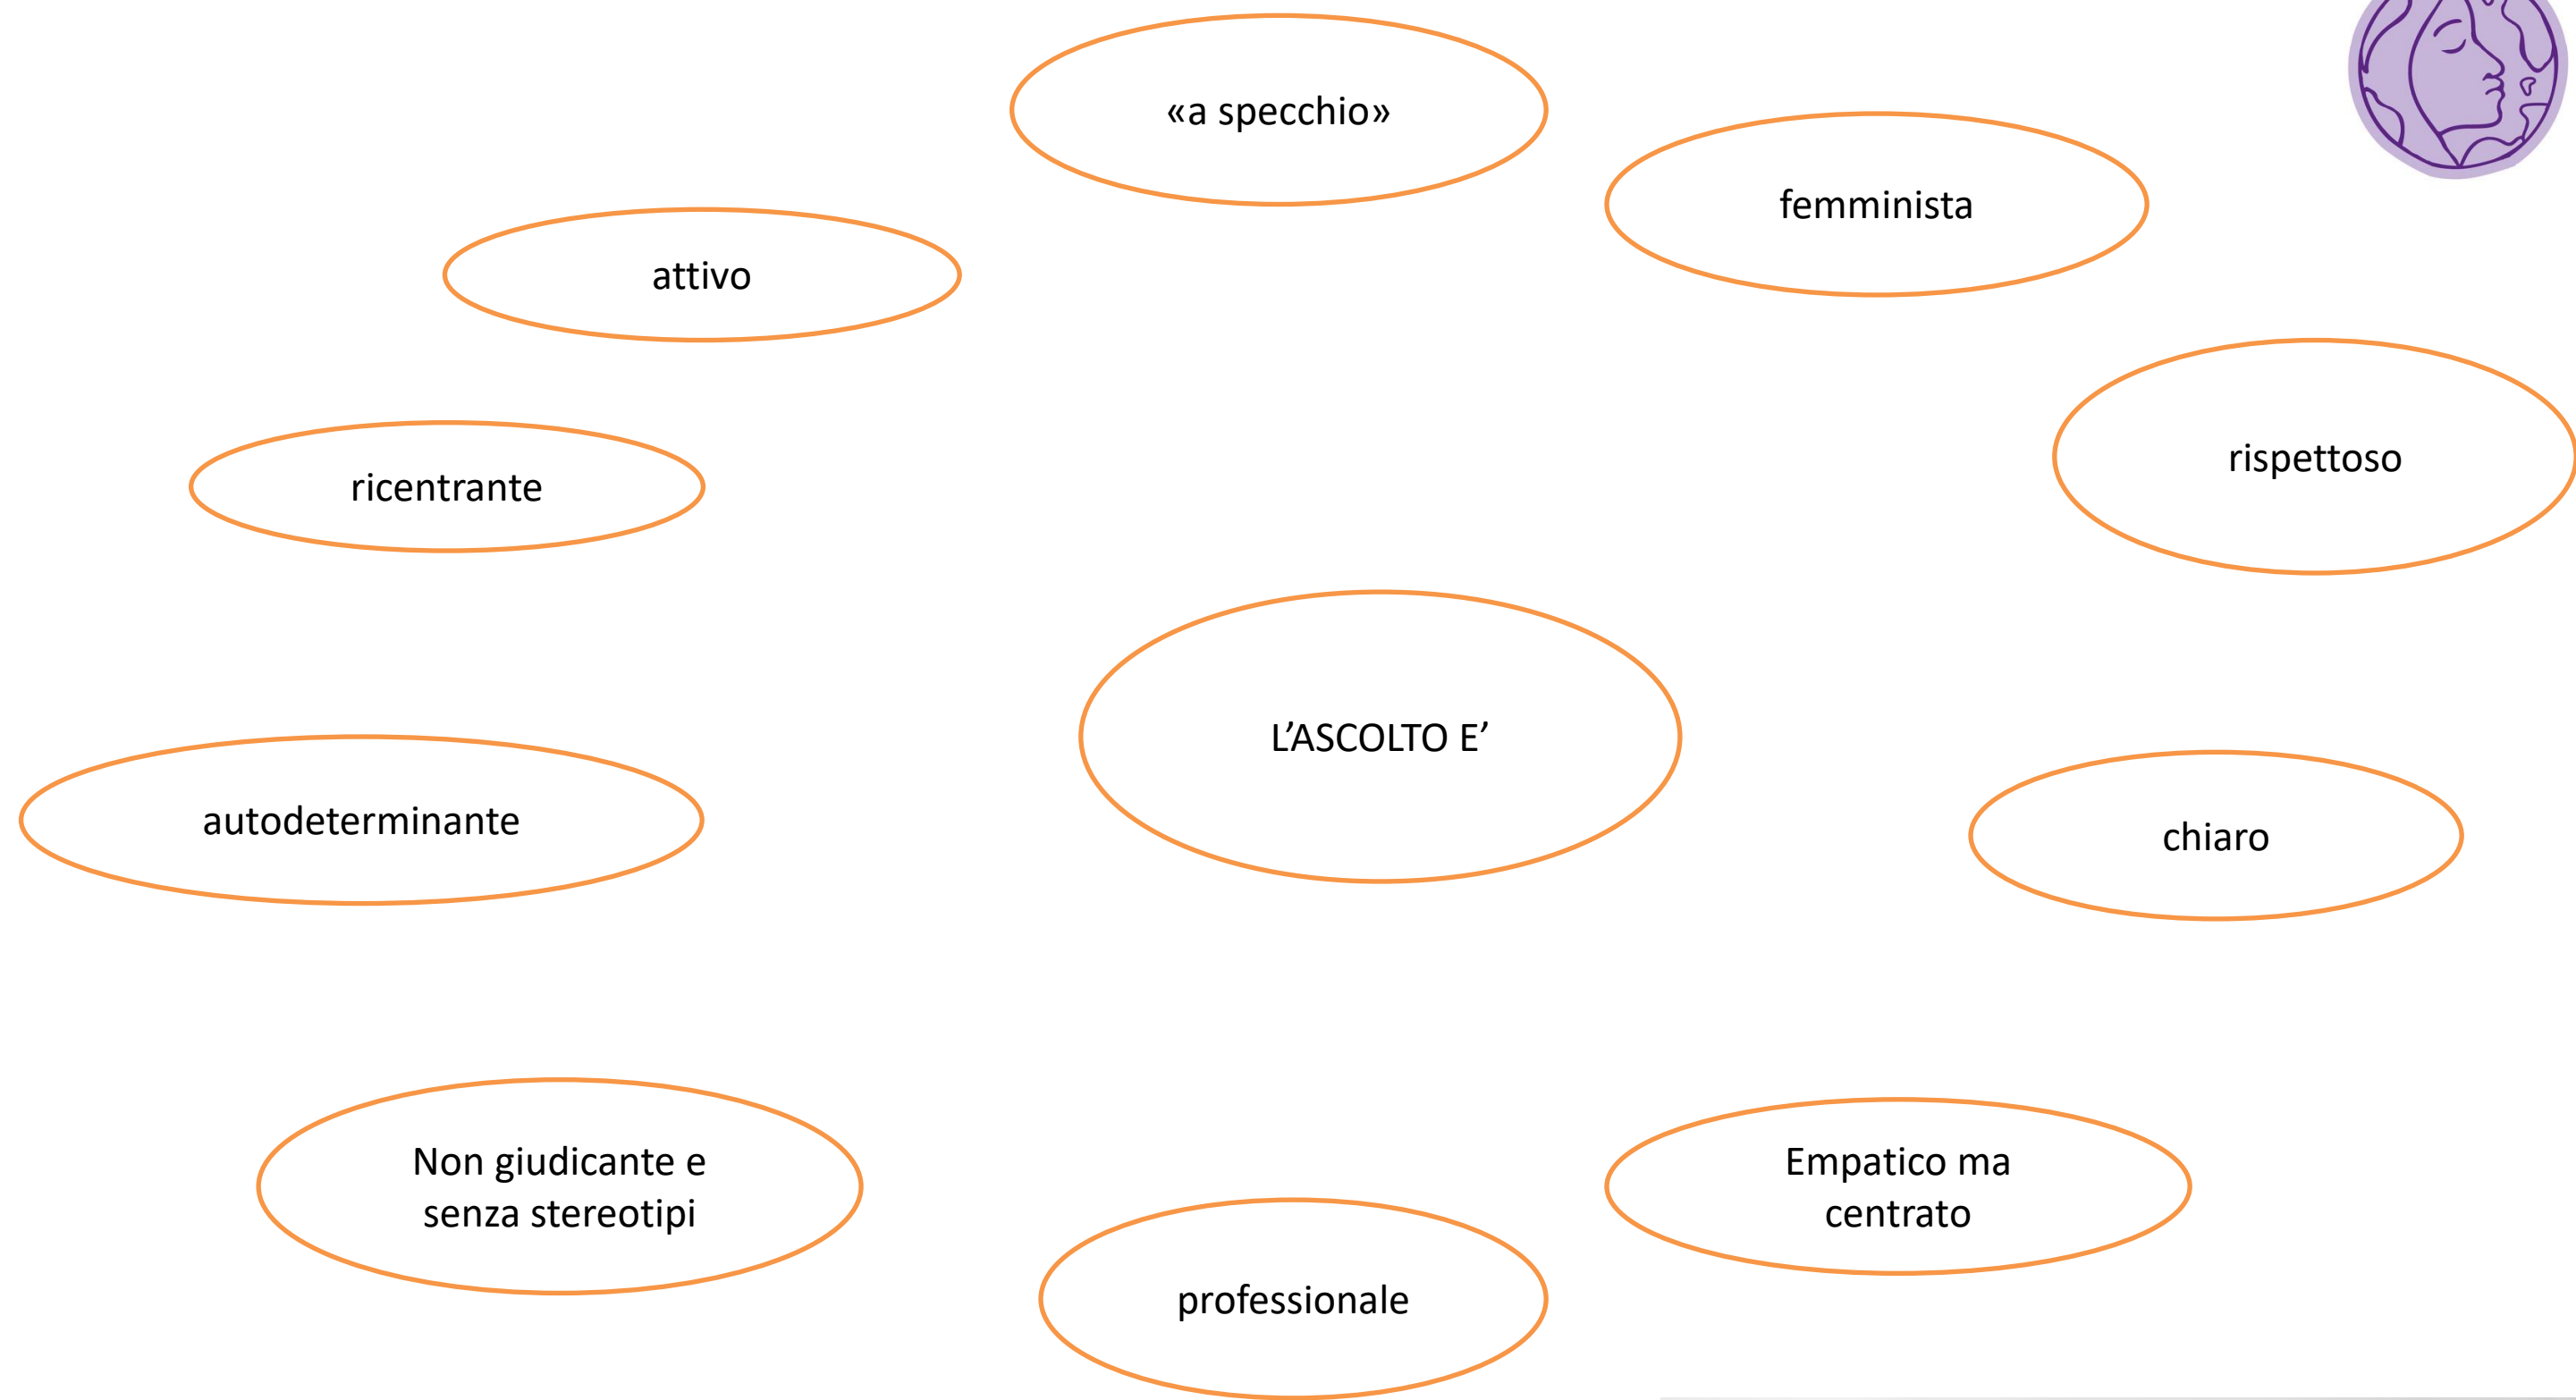 «a specchio»
femminista
attivo
rispettoso
ricentrante
L’ASCOLTO E’
autodeterminante
chiaro
Non giudicante e
senza stereotipi
Empatico ma
centrato
professionale